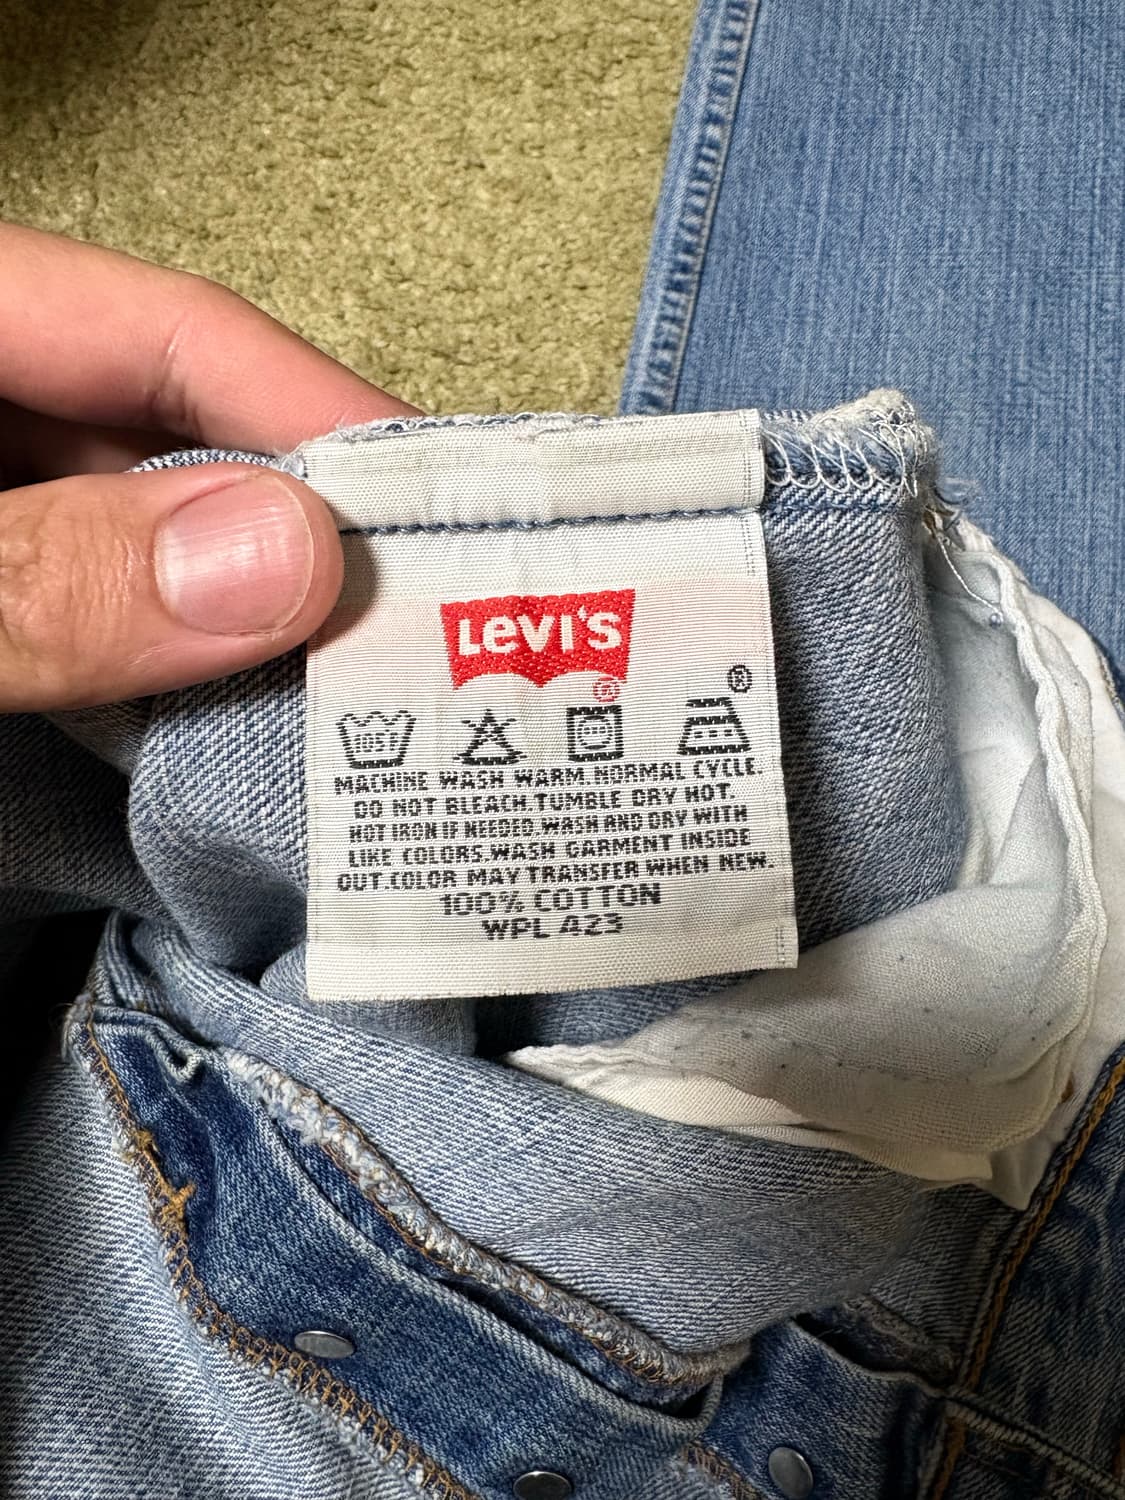 LEVI'S
®
®
105F
MACHINE WASH WARM.NORMAL CYCLE.
DO NOT BLEACH.TUMBLE DRY HOT.
HOT IRON IF NEEDED.WASH AND DRY WITH
LIKE COLORS.WASH GARMENT INSIDE
OUT.COLOR MAY TRANSFER WHEN NEW.
100% COTTON
WPL 423